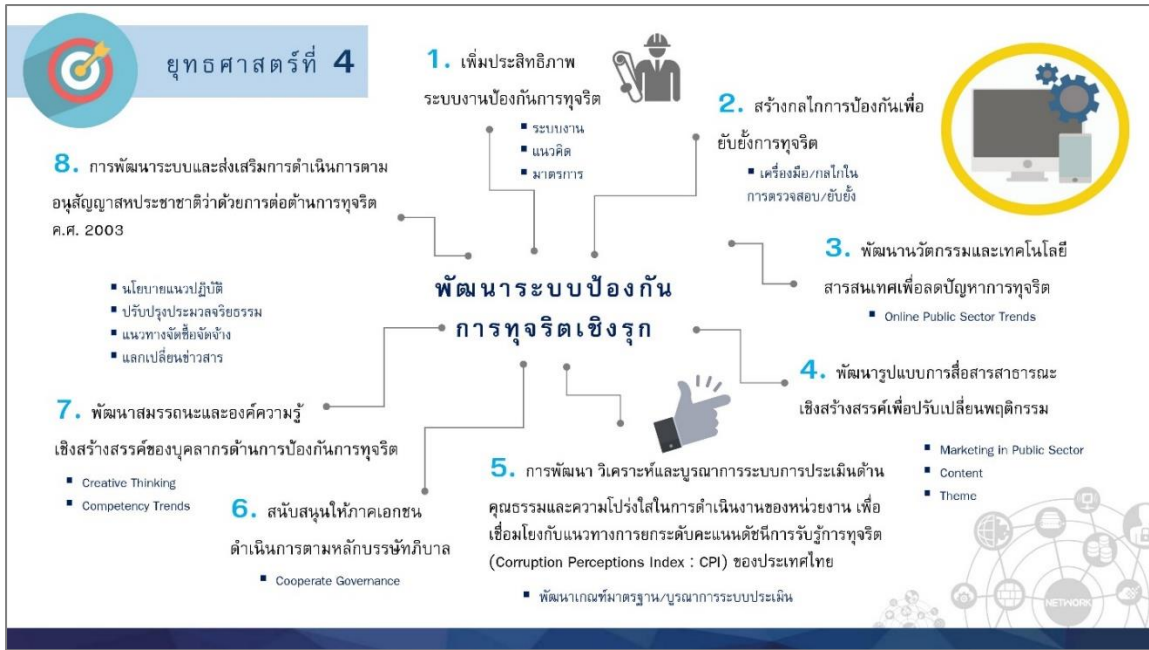 ยุทธศาสตร์ที่ 4
1. เพิ่มประสิทธิภาพ
ระบบงานป้องกันการทุจริต
▪ ระบบงาน
▪ แนวคิด
▪ มาตรการ
2. สร้างกลไกการป้องกันเพื่อ
ยับยั้งการทุจริต
▪ เครื่องมือ/กลไกใน
การตรวจสอบ/ยับยั้ง
3. พัฒนานวัตกรรมและเทคโนโลยี
สารสนเทศเพื่อลดปัญหาการทุจริต
▪ Online Public Sector Trends
4. พัฒนารูปแบบการสื่อสารสาธารณะ
เชิงสร้างสรรค์เพื่อปรับเปลี่ยนพฤติกรรม
▪ Marketing in Public Sector
▪ Content
▪ Theme
พัฒนาระบบป้องกัน
การทุจริตเชิงรุก
5. การพัฒนา วิเคราะห์และบูรณาการระบบการประเมินด้าน
คุณธรรมและความโปร่งใสในการดำเนินงานของหน่วยงาน เพื่อ
เชื่อมโยงกับแนวทางการยกระดับคะแนนดัชนีการรับรู้การทุจริต
(Corruption Perceptions Index : CPI) ของประเทศไทย
▪ พัฒนาเกณฑ์มาตรฐาน/บูรณาการระบบประเมิน
6. สนับสนุนให้ภาคเอกชน
ดำเนินการตามหลักบรรษัทภิบาล
▪ Cooperate Governance
7. พัฒนาสมรรถนะและองค์ความรู้
เชิงสร้างสรรค์ของบุคลากรด้านการป้องกันการทุจริต
▪ Creative Thinking
▪ Competency Trends
8. การพัฒนาระบบและส่งเสริมการดำเนินการตาม
อนุสัญญาสหประชาชาติว่าด้วยการต่อต้านการทุจริต
ค.ศ. 2003
▪ นโยบายแนวปฏิบัติ
▪ ปรับปรุงประมวลจริยธรรม
▪ แนวทางจัดซื้อจัดจ้าง
▪ แลกเปลี่ยนข่าวสาร
NETWORK